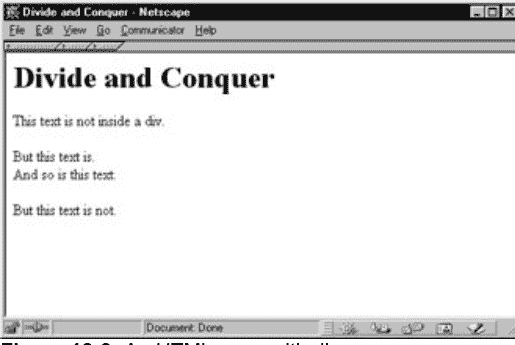 Divide and Conquer - Netscape
File Edit View Go Communicator Help
Divide and Conquer
This text is not inside a div.
But this text is.
And so is this text.
But this text is not.
Document: Done